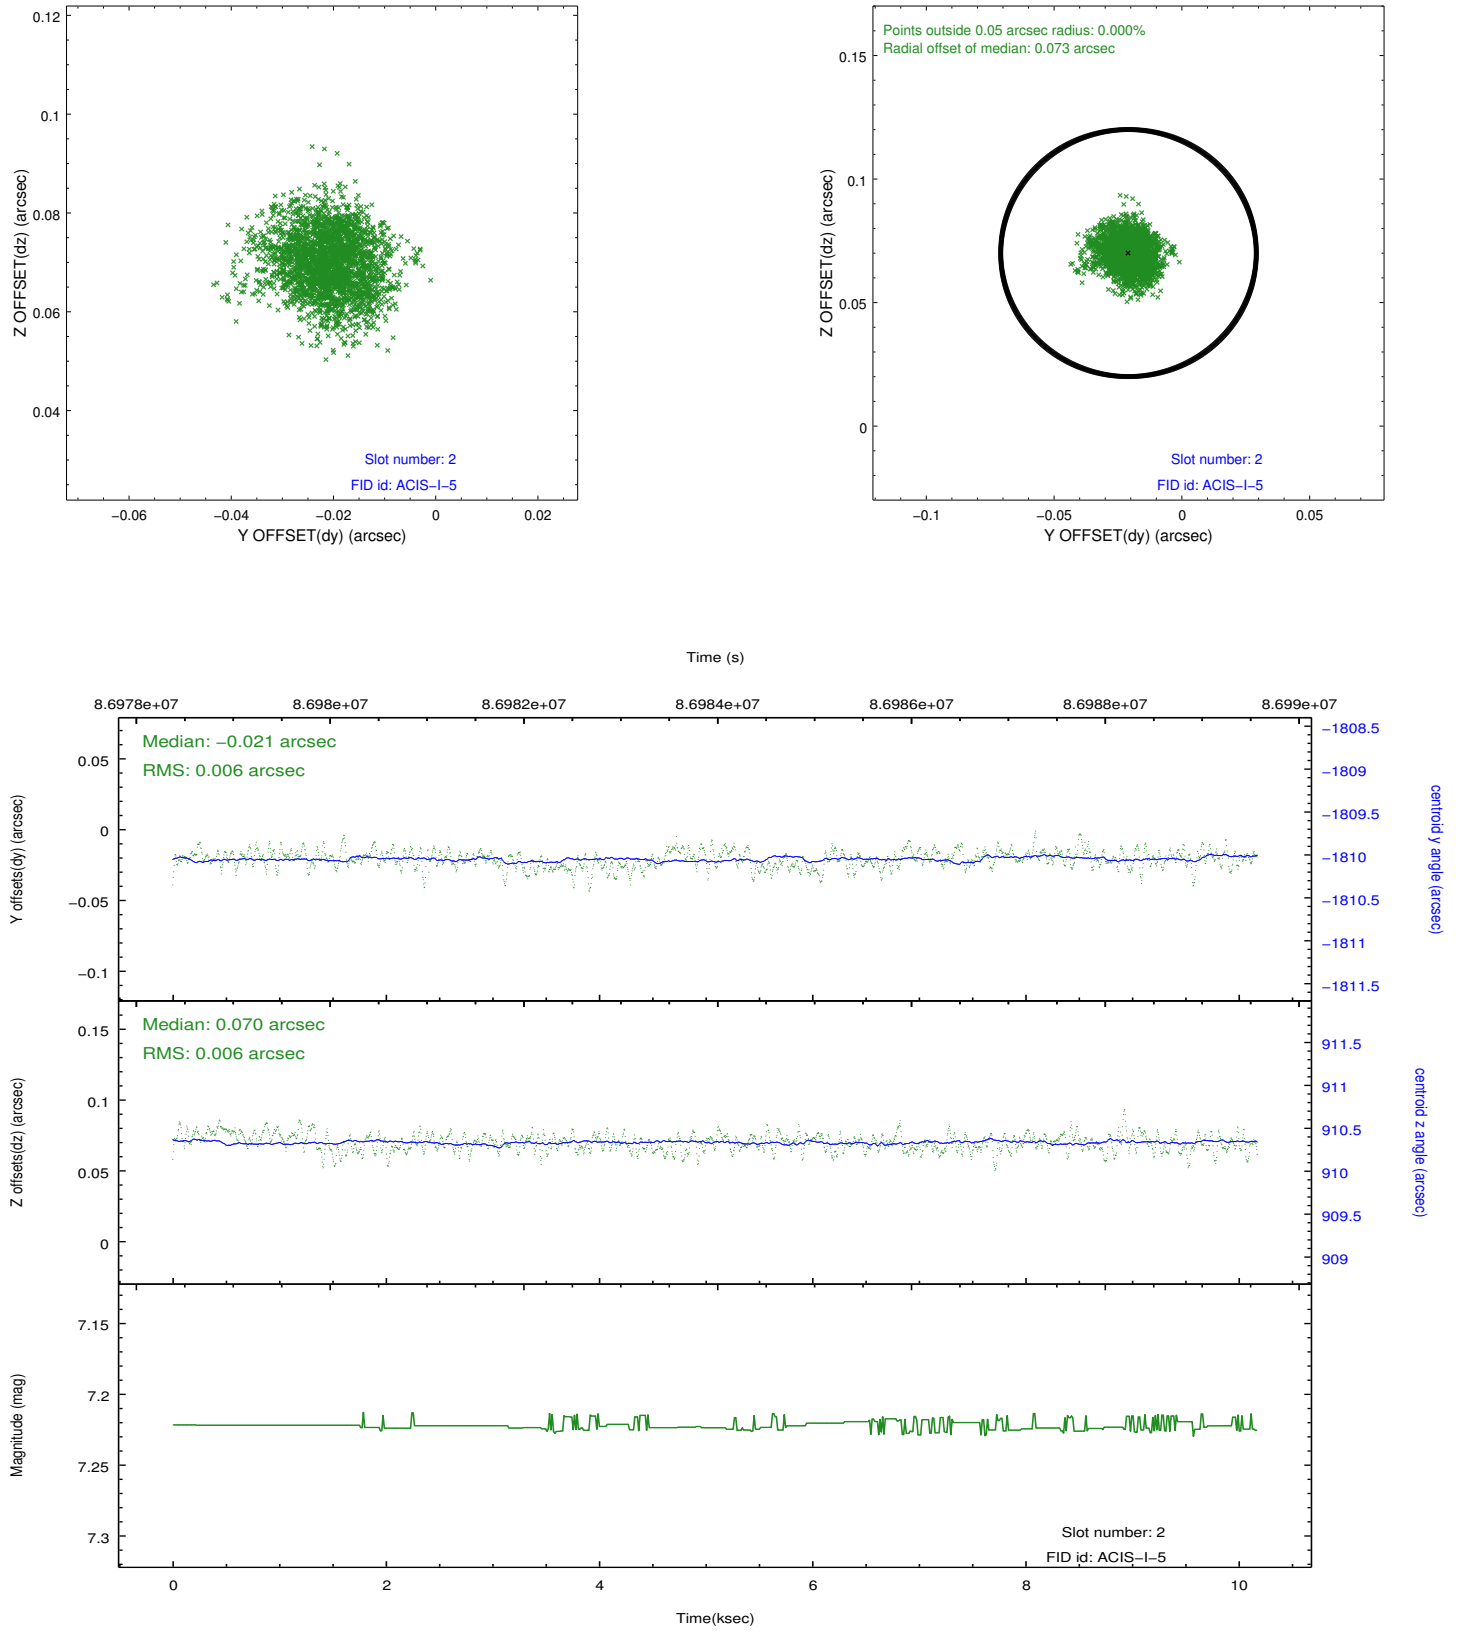 0.12
0.1
0.08
0.06
0.04
Z OFFSET(dz) (arcsec)
−0.06
−0.04
−0.02
0
0.02
Y OFFSET(dy) (arcsec)
Slot number: 2
FID id: ACIS−I−5
Points outside 0.05 arcsec radius: 0.000%
Radial offset of median: 0.073 arcsec
0.15
0.1
0.05
0
Z OFFSET(dz) (arcsec)
−0.1
−0.05
0
0.05
Y OFFSET(dy) (arcsec)
Slot number: 2
FID id: ACIS−I−5
Time (s)
8.6978e+07
8.698e+07
8.6982e+07
8.6984e+07
8.6986e+07
8.6988e+07
8.699e+07
Median: −0.021 arcsec
RMS: 0.006 arcsec
0.05
0
−0.05
−0.1
Y offsets(dy) (arcsec)
−1808.5
−1809
−1809.5
−1810
−1810.5
−1811
−1811.5
centroid y angle (arcsec)
Median: 0.070 arcsec
RMS: 0.006 arcsec
0.15
0.1
0.05
0
Z offsets(dz) (arcsec)
911.5
911
910.5
910
909.5
909
centroid z angle (arcsec)
7.15
7.2
7.25
7.3
Magnitude (mag)
Slot number: 2
FID id: ACIS−I−5
0
2
4
6
8
10
Time(ksec)